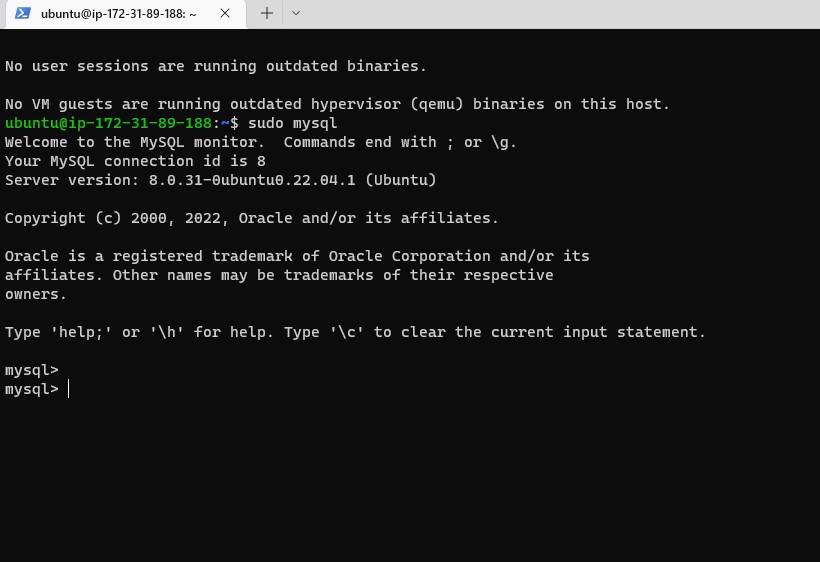 ubuntu@ip-172-31-89-188: ~
No user sessions are running outdated binaries.
No VM guests are running outdated hypervisor (qemu) binaries on this host.
ubuntu@ip-172-31-89-188:~$ sudo mysql
Welcome to the MySQL monitor.  Commands end with ; or \g.
Your MySQL connection id is 8
Server version: 8.0.31-0ubuntu0.22.04.1 (Ubuntu)
Copyright (c) 2000, 2022, Oracle and/or its affiliates.
Oracle is a registered trademark of Oracle Corporation and/or its
affiliates. Other names may be trademarks of their respective
owners.
Type 'help;' or '\h' for help. Type '\c' to clear the current input statement.
mysql>
mysql>